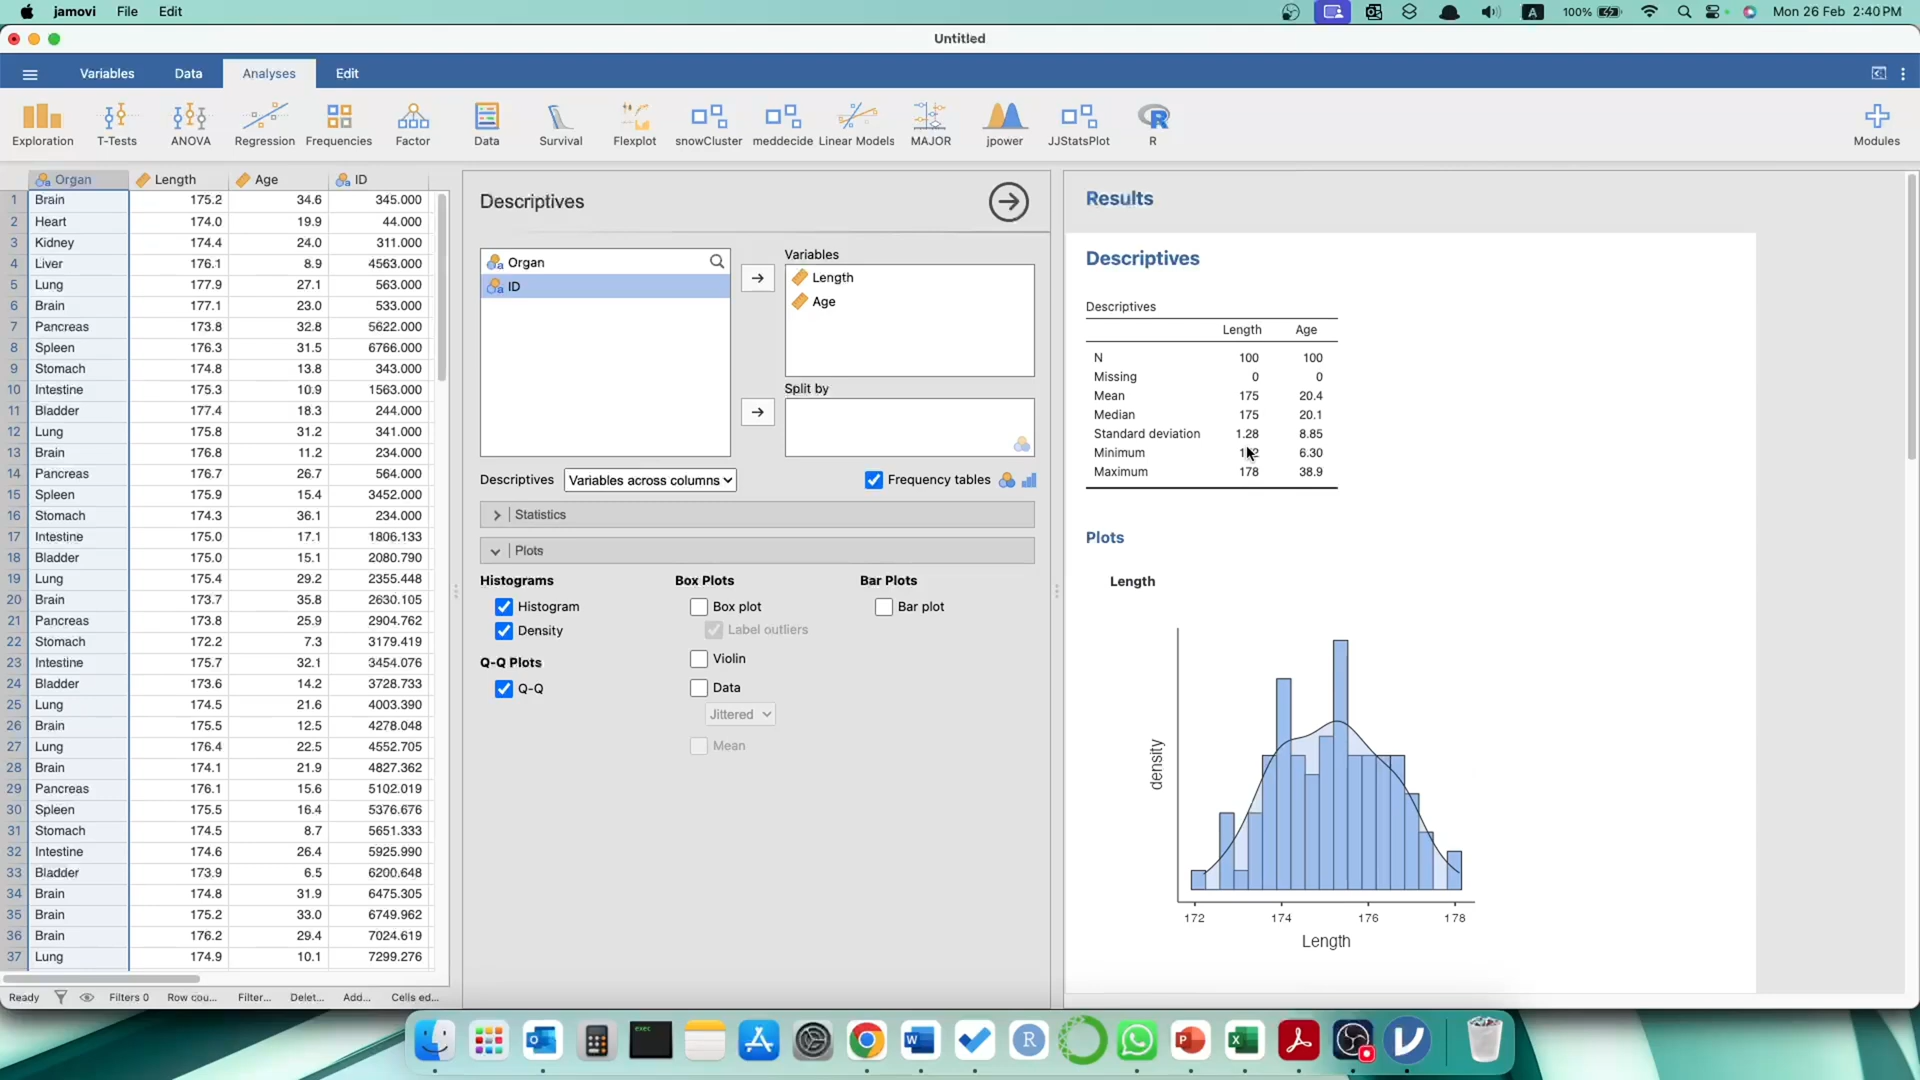 jamovi File Edit
A 100% Mon 26 Feb 2:40 PM
Untitled
Variables Data Analyses Edit
Exploration T-Tests ANOVA Regression Frequencies Factor Data Survival Flexplot snowCluster meddecide Linear Models MAJOR jpower JJStatsPlot R Modules
Organ Length Age ID
1 Brain 175.2 34.6 345.000
2 Heart 174.0 19.9 44.000
3 Kidney 174.4 24.0 311.000
4 Liver 176.1 8.9 4563.000
5 Lung 177.9 27.1 563.000
6 Brain 177.1 23.0 533.000
7 Pancreas 173.8 32.8 5622.000
8 Spleen 176.3 31.5 6766.000
9 Stomach 174.8 13.8 343.000
10 Intestine 175.3 10.9 1563.000
11 Bladder 177.4 18.3 244.000
12 Lung 175.8 31.2 341.000
13 Brain 176.8 11.2 234.000
14 Pancreas 176.7 26.7 564.000
15 Spleen 175.9 15.4 3452.000
16 Stomach 174.3 36.1 234.000
17 Intestine 175.0 17.1 1806.133
18 Bladder 175.0 15.1 2080.790
19 Lung 175.4 29.2 2355.448
20 Brain 173.7 35.8 2630.105
21 Pancreas 173.8 25.9 2904.762
22 Stomach 172.2 7.3 3179.419
23 Intestine 175.7 32.1 3454.076
24 Bladder 173.6 14.2 3728.733
25 Lung 174.5 21.6 4003.390
26 Brain 175.5 12.5 4278.048
27 Lung 176.4 22.5 4552.705
28 Brain 174.1 21.9 4827.362
29 Pancreas 176.1 15.6 5102.019
30 Spleen 175.5 16.4 5376.676
31 Stomach 174.5 8.7 5651.333
32 Intestine 174.6 26.4 5925.990
33 Bladder 173.9 6.5 6200.648
34 Brain 174.8 31.9 6475.305
35 Brain 175.2 33.0 6749.962
36 Brain 176.2 29.4 7024.619
37 Lung 174.9 10.1 7299.276
Ready Filters 0 Row cou... Filter... Delet... Add... Cells ed...
Descriptives
Organ
ID
Variables
Length
Age
Split by
Descriptives Variables across columns Frequency tables
Statistics
Plots
Histograms Box Plots Bar Plots
Histogram Box plot Bar plot
Density Label outliers
Q-Q Plots Violin
Q-Q Data
Jittered
Mean
Results
Descriptives
Descriptives
Length Age
N 100 100
Missing 0 0
Mean 175 20.4
Median 175 20.1
Standard deviation 1.28 8.85
Minimum 6.30
Maximum 178 38.9
Plots
Length
density
172 174 176 178
Length
exec